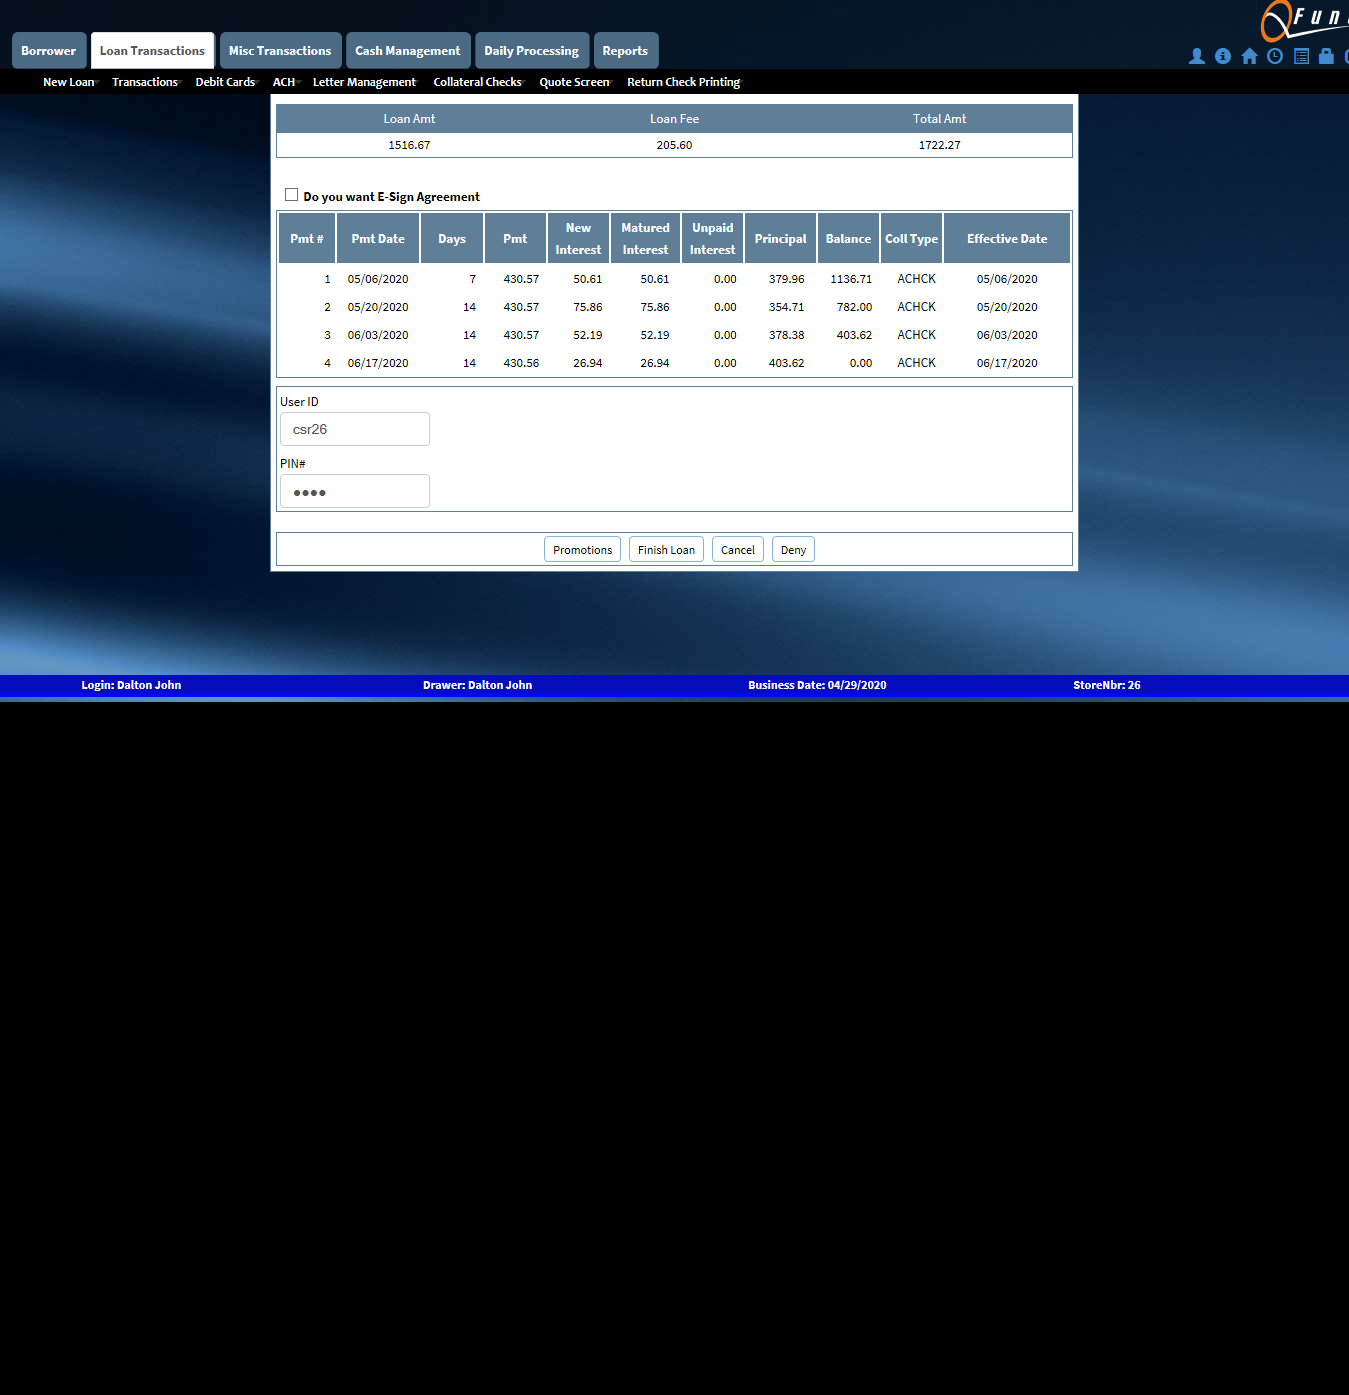 Fun
Borrower Loan Transactions Misc Transactions Cash Management Daily Processing Reports
New Loan Transactions Debit Cards ACH Letter Management Collateral Checks Quote Screen Return Check Printing
Loan Amt Loan Fee Total Amt
1516.67 205.60 1722.27
Do you want E-Sign Agreement
Pmt # Pmt Date Days Pmt New Interest Matured Interest Unpaid Interest Principal Balance Coll Type Effective Date
1 05/06/2020 7 430.57 50.61 50.61 0.00 379.96 1136.71 ACHCK 05/06/2020
2 05/20/2020 14 430.57 75.86 75.86 0.00 354.71 782.00 ACHCK 05/20/2020
3 06/03/2020 14 430.57 52.19 52.19 0.00 378.38 403.62 ACHCK 06/03/2020
4 06/17/2020 14 430.56 26.94 26.94 0.00 403.62 0.00 ACHCK 06/17/2020
User ID
csr26
PIN#
Promotions Finish Loan Cancel Deny
Login: Dalton John Drawer: Dalton John Business Date: 04/29/2020 StoreNbr: 26